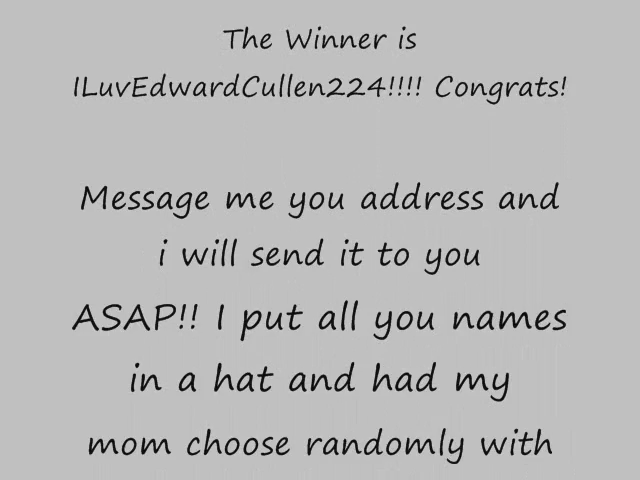 The Winner is
ILuvEdwardCullen224!!!! Congrats!
Message me you address and
i will send it to you
ASAP!! I put all you names
in a hat and had my
mom choose randomly with